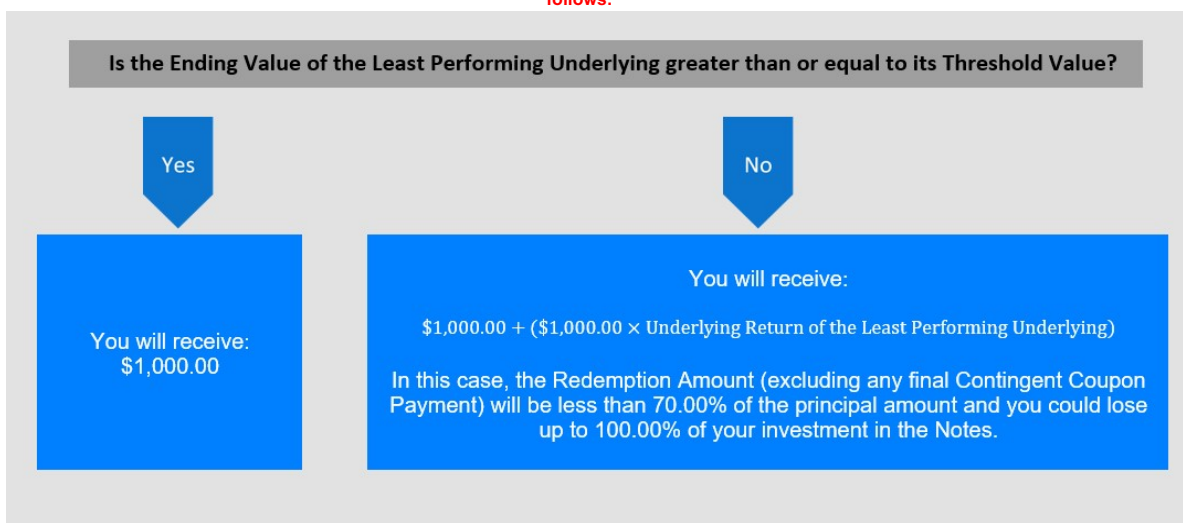 follows:
Is the Ending Value of the Least Performing Underlying greater than or equal to its Threshold Value?
Yes
No
You will receive:
$1,000.00
You will receive:
$1,000.00 + ($1,000.00 × Underlying Return of the Least Performing Underlying)
In this case, the Redemption Amount (excluding any final Contingent Coupon
Payment) will be less than 70.00% of the principal amount and you could lose
up to 100.00% of your investment in the Notes.